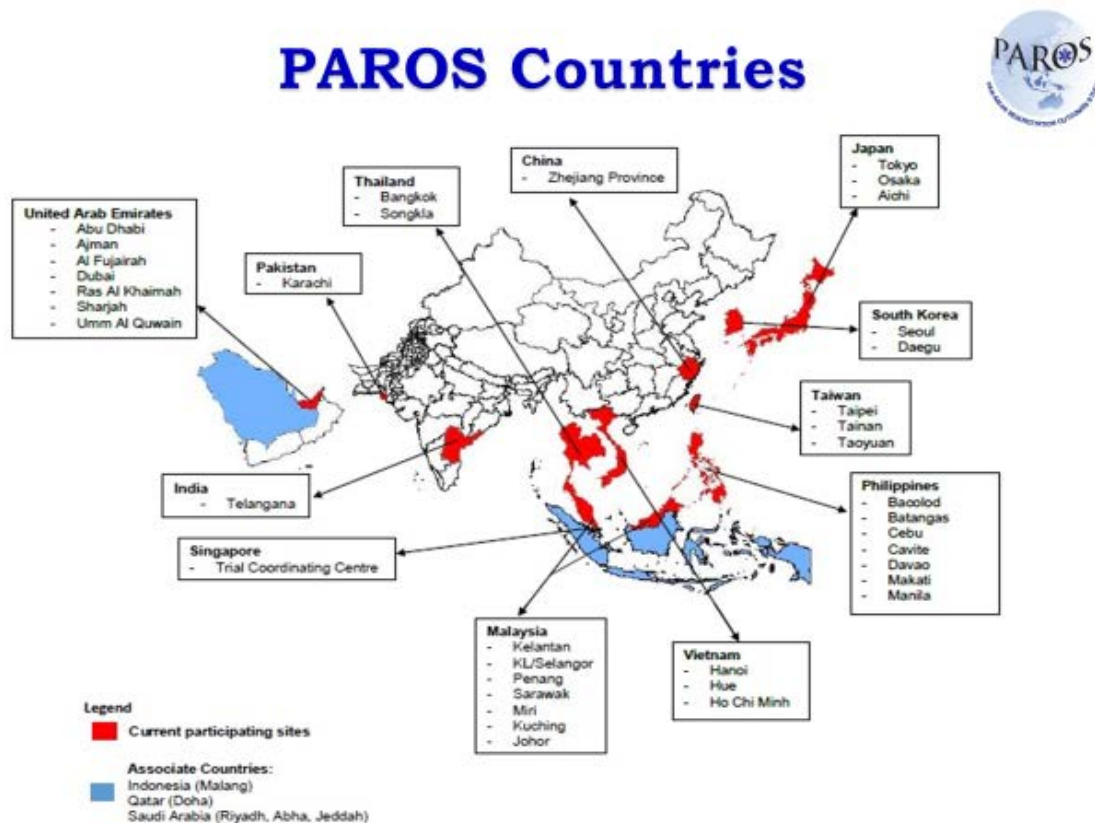 PAROS Countries
PAROS
United Arab Emirates
- Abu Dhabi
- Ajman
- Al Fujairah
- Dubai
- Ras Al Khaimah
- Sharjah
- Umm Al Quwain
Pakistan
- Karachi
Thailand
- Bangkok
- Songkla
China
- Zhejiang Province
Japan
- Tokyo
- Osaka
- Aichi
South Korea
- Seoul
- Daegu
Taiwan
- Taipei
- Tainan
- Taoyuan
India
- Telangana
Singapore
- Trial Coordinating Centre
Philippines
- Bacolod
- Batangas
- Cebu
- Cavite
- Davao
- Makati
- Manila
Malaysia
- Kelantan
- KL/Selangor
- Penang
- Sarawak
- Miri
- Kuching
- Johor
Vietnam
- Hanoi
- Hue
- Ho Chi Minh
Legend
Current participating sites
Associate Countries:
Indonesia (Malang)
Qatar (Doha)
Saudi Arabia (Riyadh, Abha, Jeddah)